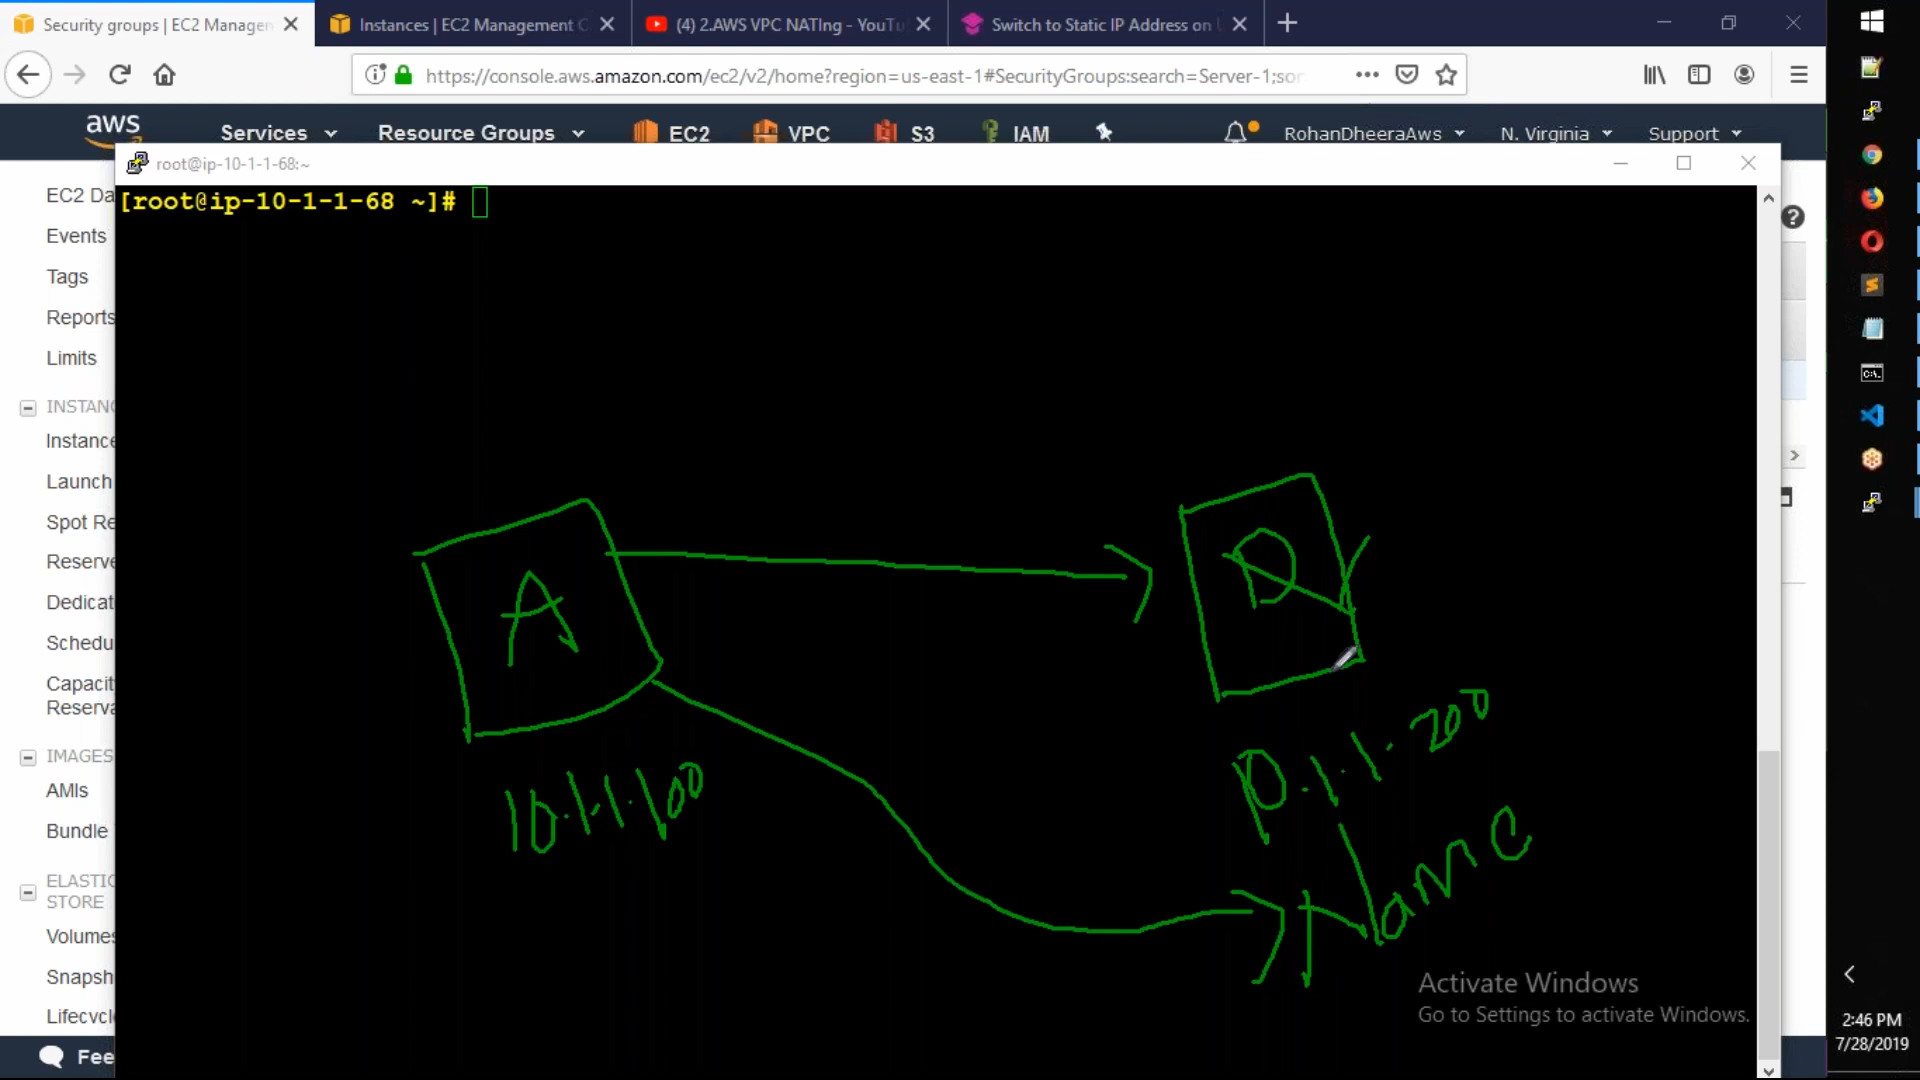 Security groups | EC2 Managen
Instances | EC2 Management C
(4) 2.AWS VPC NATIng - YouTu
Switch to Static IP Address on U
https://console.aws.amazon.com/ec2/v2/home?region=us-east-1#SecurityGroups:search=Server-1;sor
aws
Services
Resource Groups
EC2
VPC
S3
IAM
RohanDheeraAws
N. Virginia
Support
root@ip-10-1-1-68:~
[root@ip-10-1-1-68 ~]#
EC2 Da
Events
Tags
Reports
Limits
INSTANC
Instance
Launch
Spot Re
Reserve
Dedicat
Schedu
Capacit
Reserva
IMAGES
AMIs
Bundle
ELASTIC
STORE
Volumes
Snapsh
Lifecycl
Fee
A
10.1.1.100
10.1.1.200
Name
Activate Windows
Go to Settings to activate Windows.
2:46 PM
7/28/2019